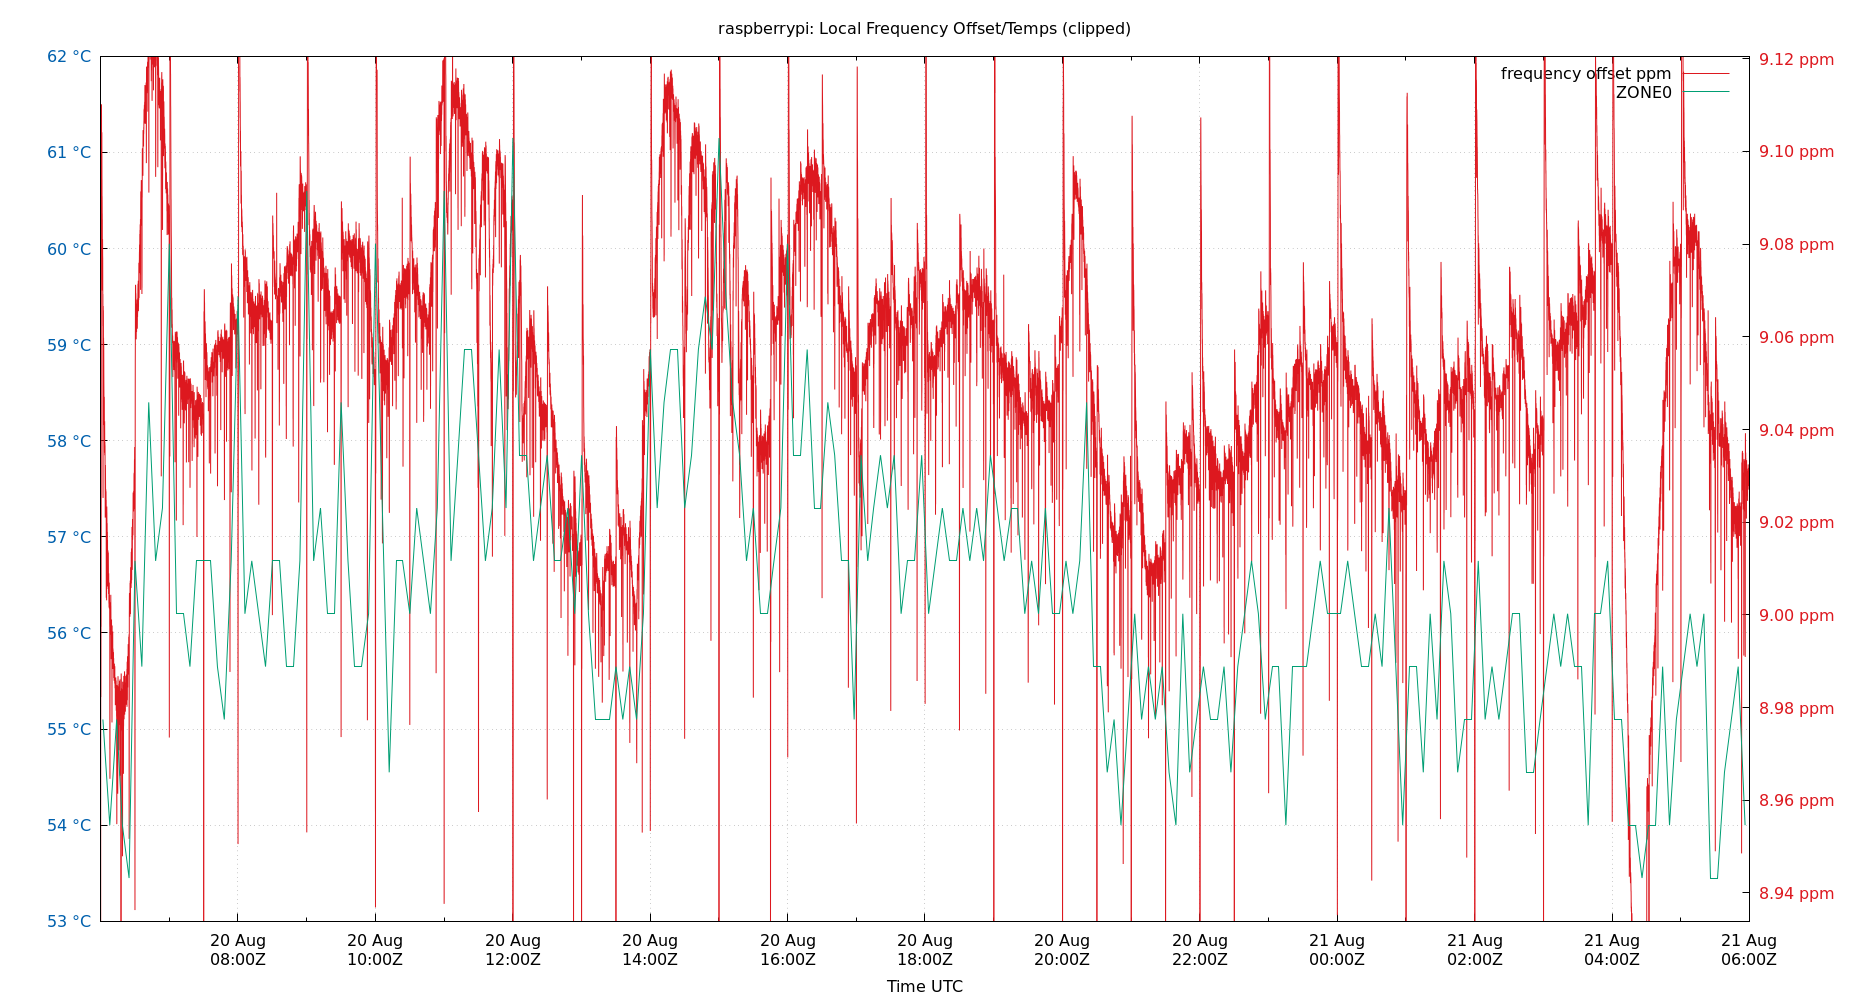 raspberrypi: Local Frequency Offset/Temps (clipped)
62 °C
61 °C
60 °C
59 °C
58 °C
57 °C
56 °C
55 °C
54 °C
53 °C
9.12 ppm
9.10 ppm
9.08 ppm
9.06 ppm
9.04 ppm
9.02 ppm
9.00 ppm
8.98 ppm
8.96 ppm
8.94 ppm
frequency offset ppm
ZONE0
20 Aug 20 Aug 20 Aug 20 Aug 20 Aug 20 Aug 20 Aug 20 Aug 21 Aug 21 Aug 21 Aug 21 Aug
08:00Z 10:00Z 12:00Z 14:00Z 16:00Z 18:00Z 20:00Z 22:00Z 00:00Z 02:00Z 04:00Z 06:00Z
Time UTC